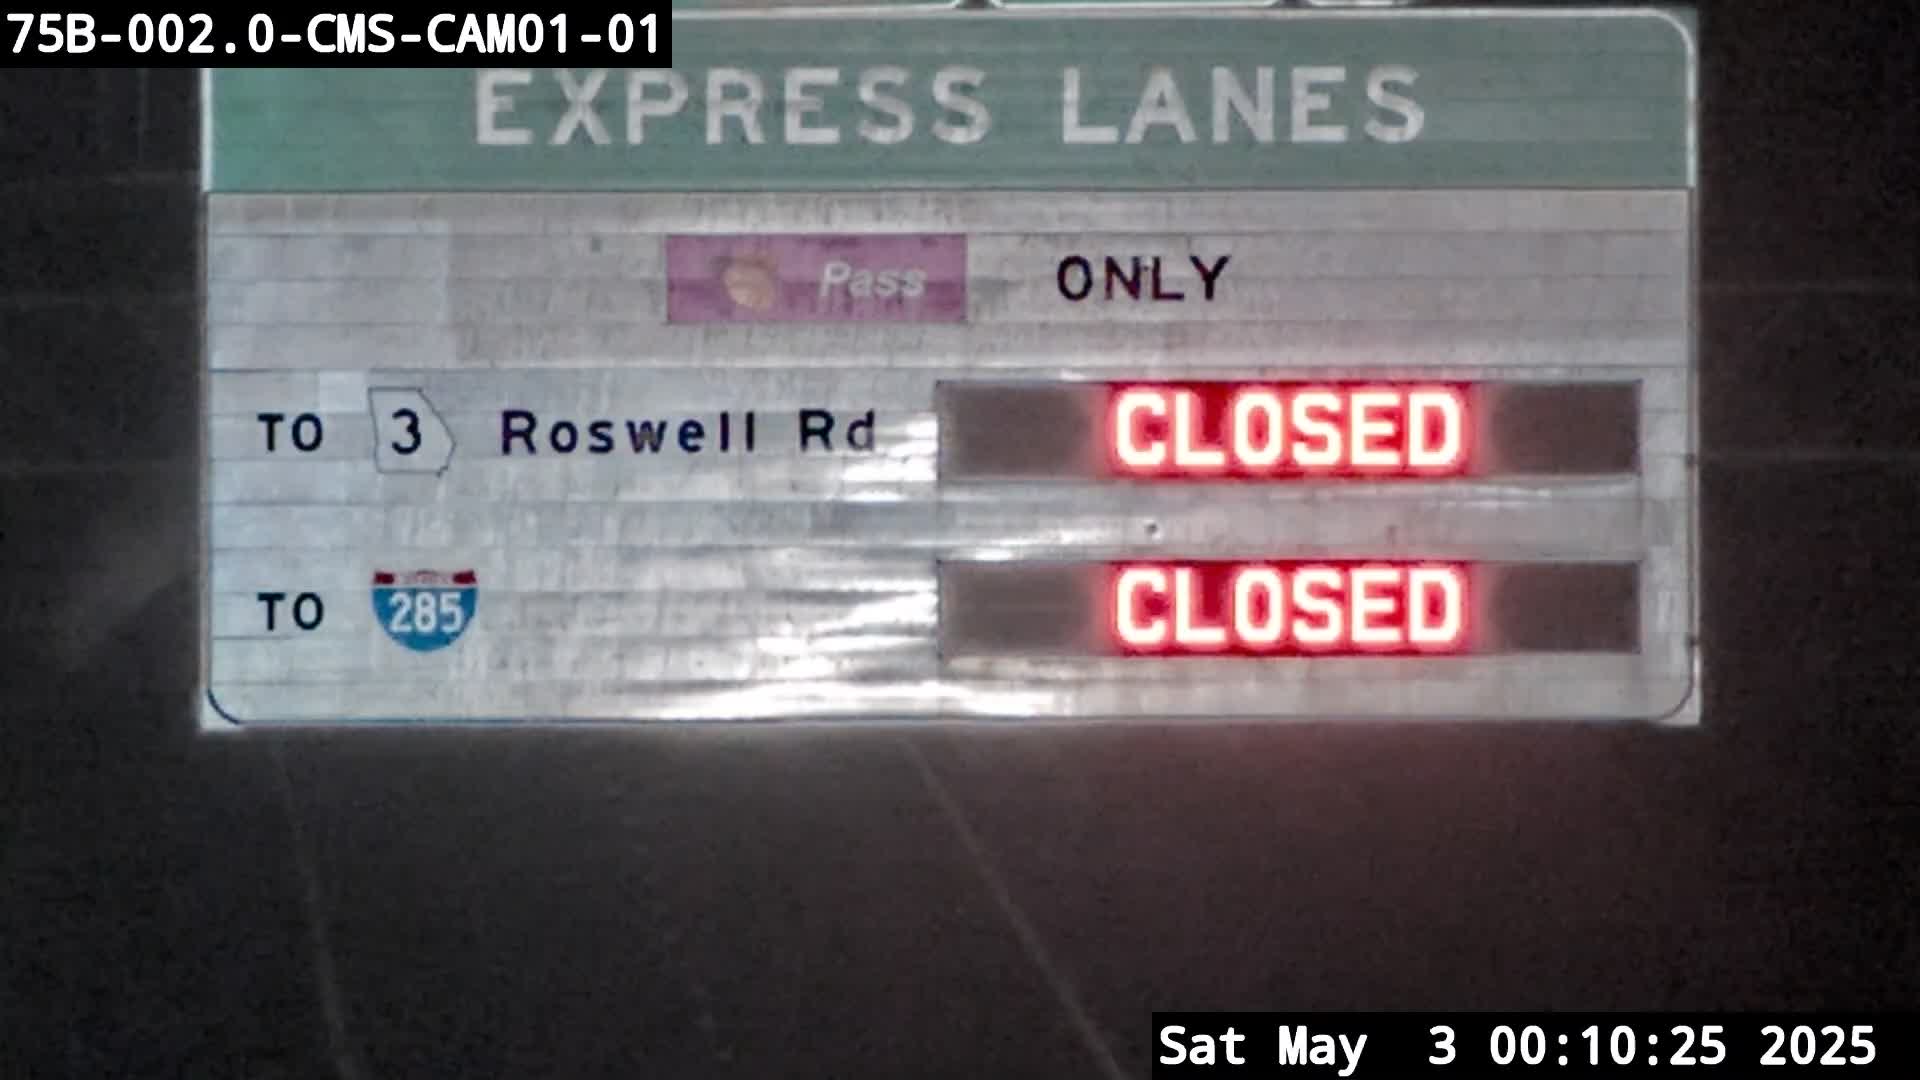 75B-002.0-CMS-CAM01-01
EXPRESS LANES
Pass ONLY
TO 3 Roswell Rd CLOSED
TO 285 CLOSED
Sat May 3 00:10:25 2025